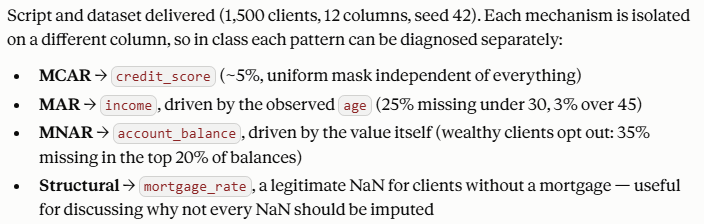 Script and dataset delivered (1,500 clients, 12 columns, seed 42). Each mechanism is isolated
on a different column, so in class each pattern can be diagnosed separately:
• MCAR → credit_score (~5%, uniform mask independent of everything)
• MAR → income, driven by the observed age (25% missing under 30, 3% over 45)
• MNAR → account_balance, driven by the value itself (wealthy clients opt out: 35%
missing in the top 20% of balances)
• Structural → mortgage_rate, a legitimate NaN for clients without a mortgage — useful
for discussing why not every NaN should be imputed